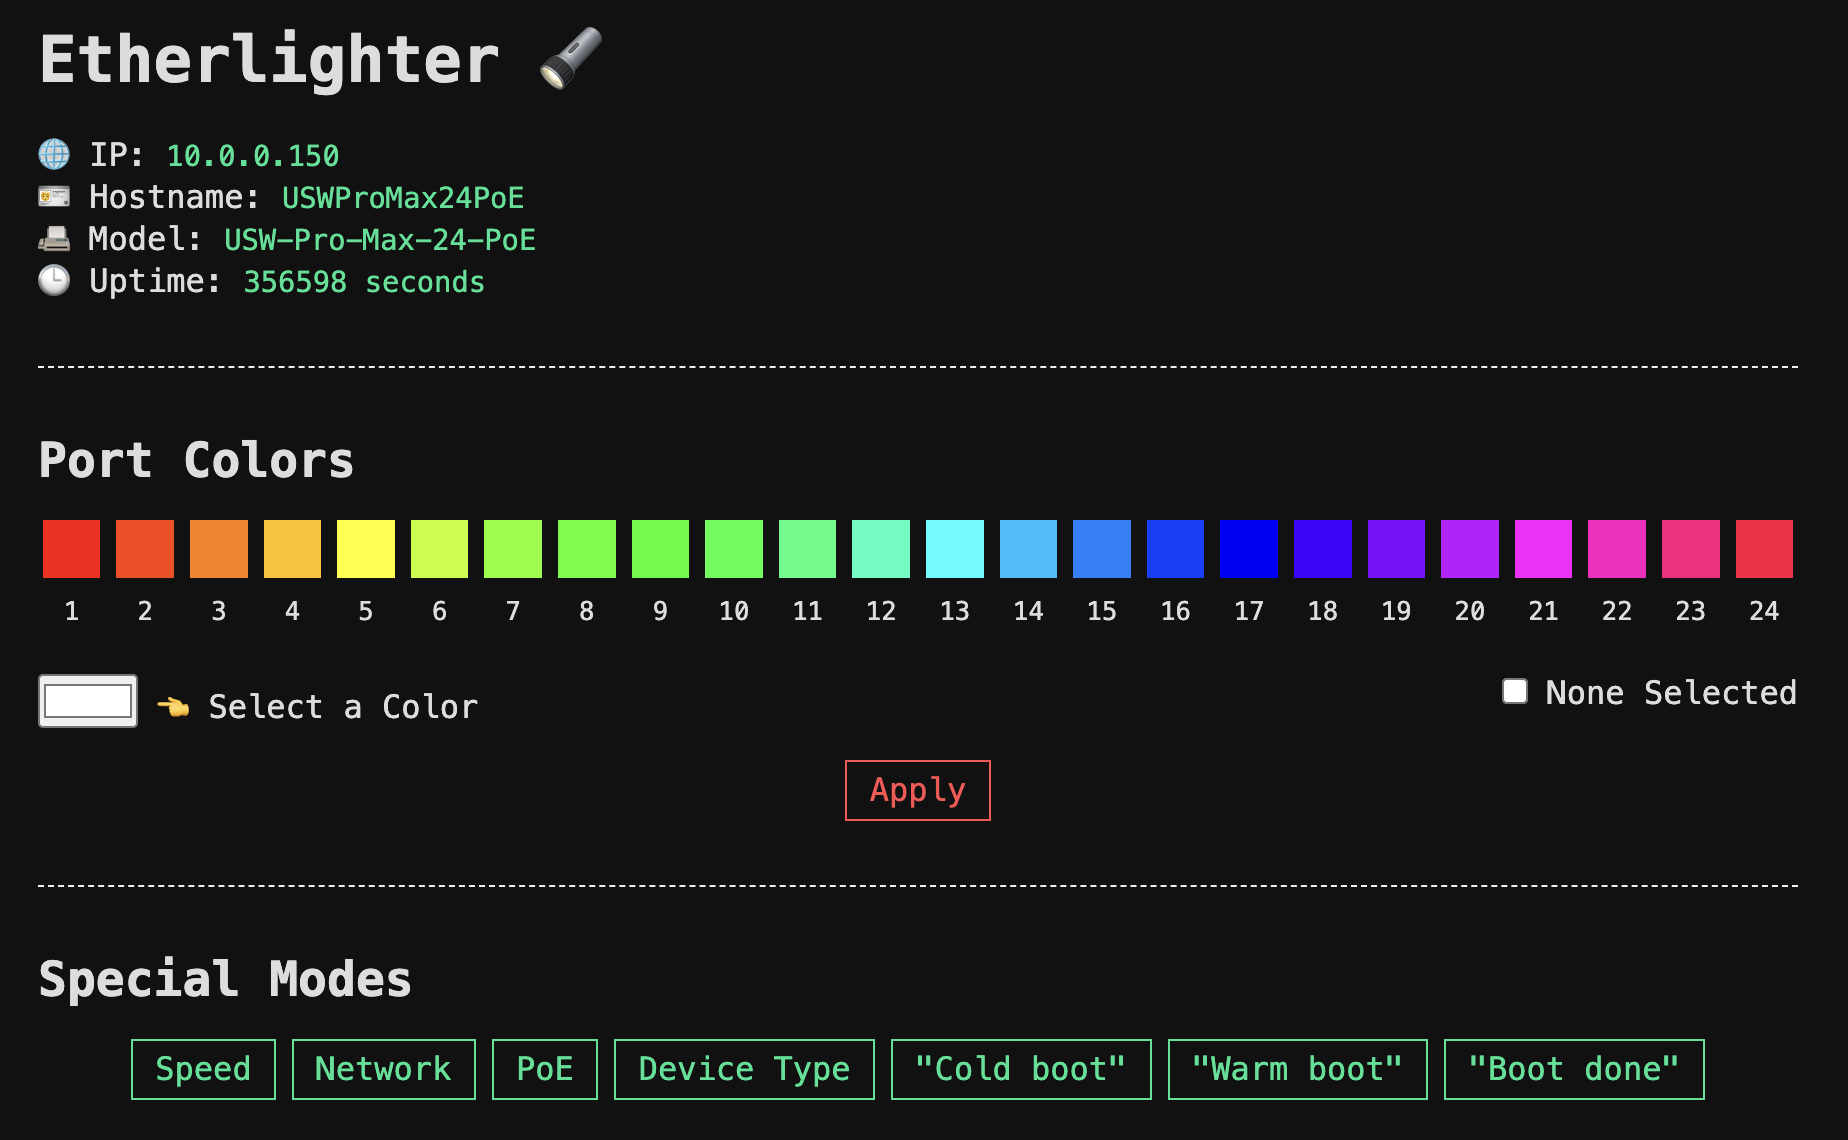 Etherlighter
IP: 10.0.0.150
Hostname: USWProMax24PoE
Model: USW-Pro-Max-24-PoE
Uptime: 356598 seconds
Port Colors
1 2 3 4 5 6 7 8 9 10 11 12 13 14 15 16 17 18 19 20 21 22 23 24
Select a Color
None Selected
Apply
Special Modes
Speed Network PoE Device Type "Cold boot" "Warm boot" "Boot done"